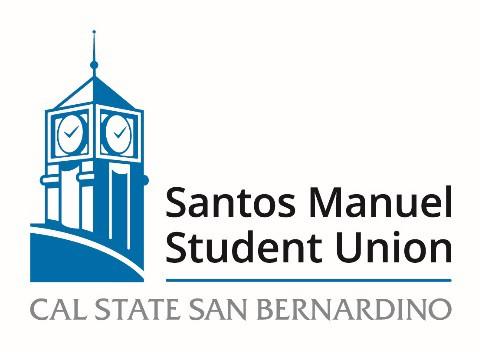 Santos Manuel
Student Union
CAL STATE SAN BERNARDINO